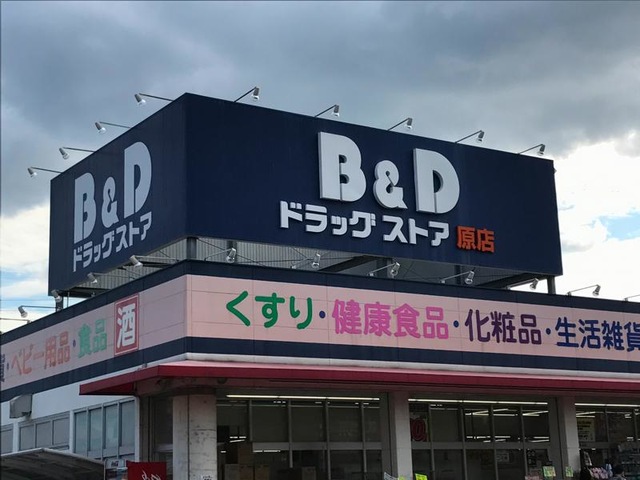 B&D
ドラッグストア
B&D
ドラッグストア 原店
貨・ベビー用品・食品 酒
くすり・健康食品・化粧品・生活雑貨